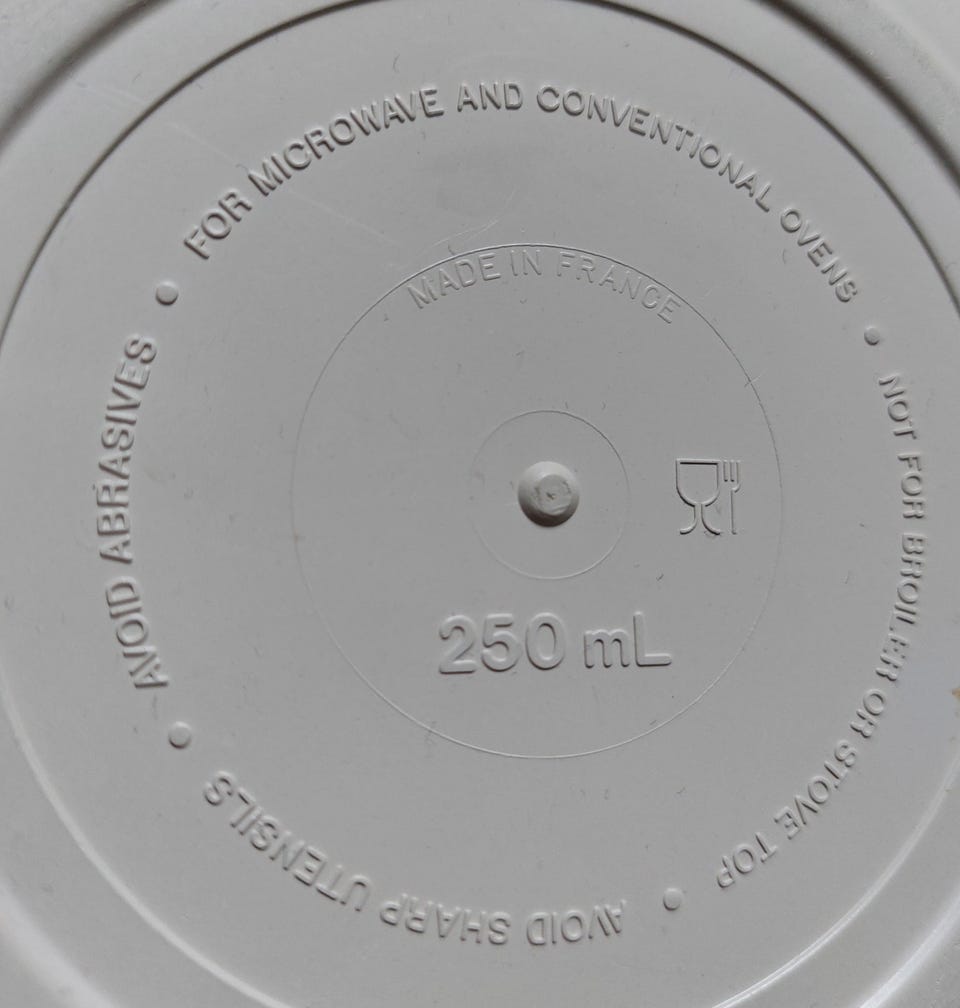 FOR MICROWAVE AND CONVENTIONAL OVENS • NOT FOR BROILER OR STOVE TOP • AVOID SHARP UTENSILS • AVOID ABRASIVES •
MADE IN FRANCE
250 mL